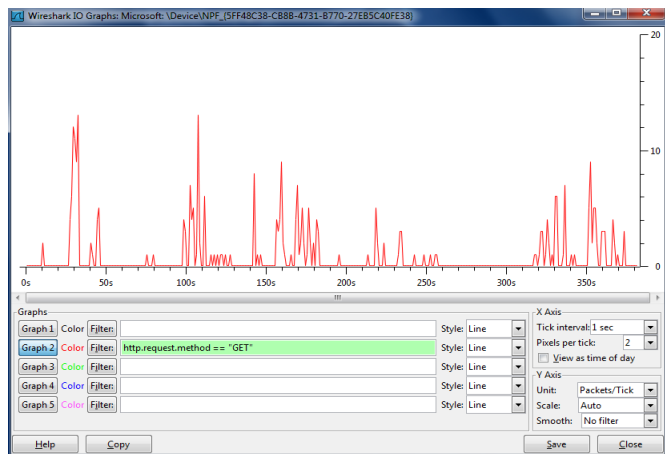 Wireshark IO Graphs: Microsoft: \Device\NPF_{5FF48C38-CB8B-4731-B770-27EB5C40FE38}
20
10
0
0s 50s 100s 150s 200s 250s 300s 350s
Graphs
Graph 1 Color Filter: Style: Line
Graph 2 Color Filter: http.request.method == "GET" Style: Line
Graph 3 Color Filter: Style: Line
Graph 4 Color Filter: Style: Line
Graph 5 Color Filter: Style: Line
X Axis
Tick interval: 1 sec
Pixels per tick: 2
View as time of day
Y Axis
Unit: Packets/Tick
Scale: Auto
Smooth: No filter
Help Copy Save Close